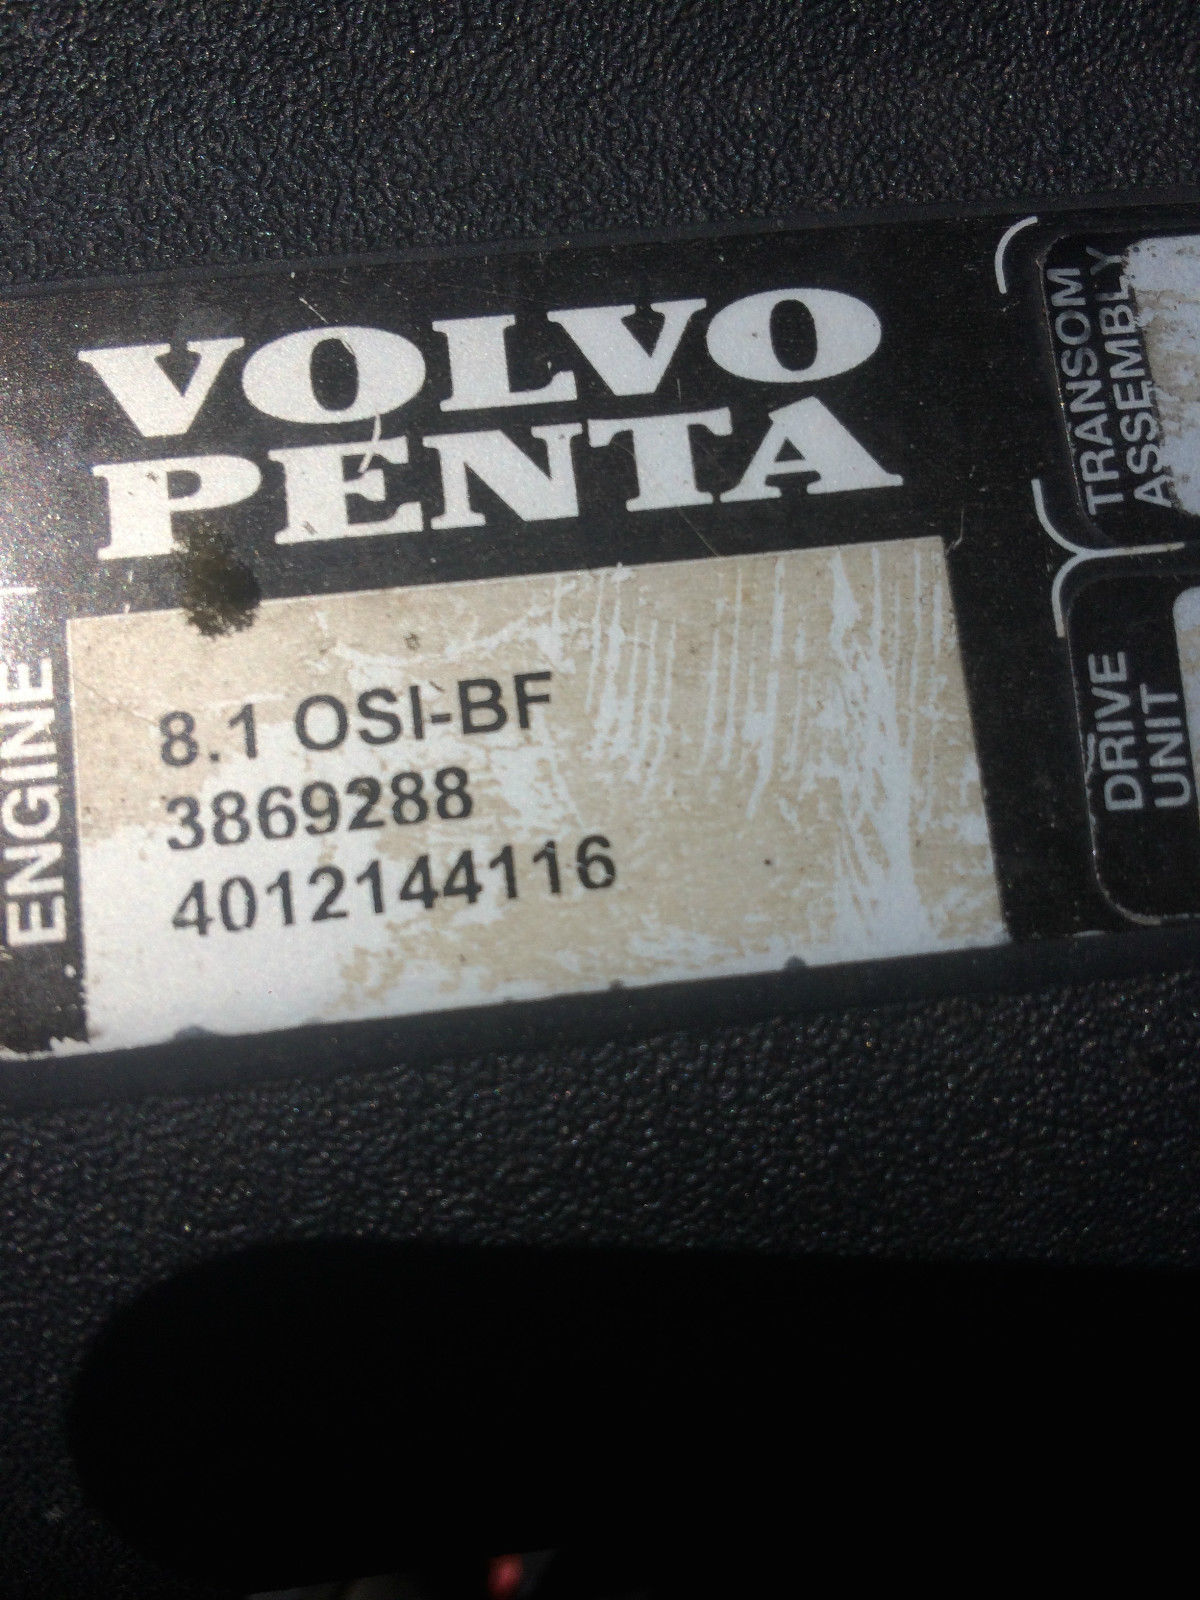 VOLVO
PENTA
ENGINE
8.1 OSI-BF
3869288
4012144116
TRANSOM
ASSEMBLY
DRIVE
UNIT